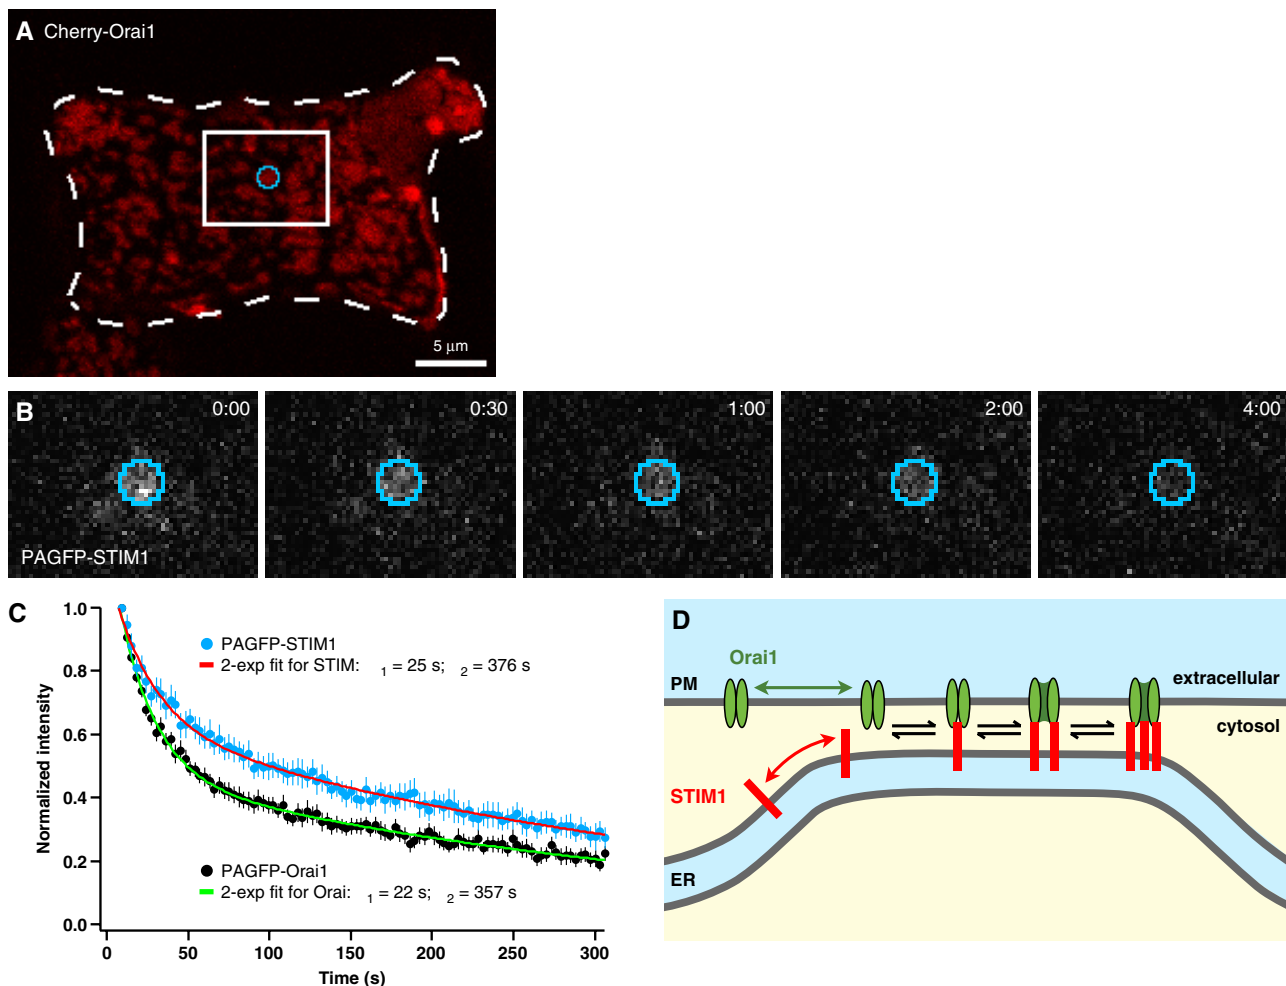 A Cherry-Orai1
5 µm
B
0:00
0:30
1:00
2:00
4:00
PAGFP-STIM1
C
Normalized intensity
1.0
0.8
0.6
0.4
0.2
0.0
PAGFP-STIM1
2-exp fit for STIM: 1 = 25 s; 2 = 376 s
PAGFP-Orai1
2-exp fit for Orai: 1 = 22 s; 2 = 357 s
0 50 100 150 200 250 300
Time (s)
D
Orai1
PM
extracellular
cytosol
STIM1
ER